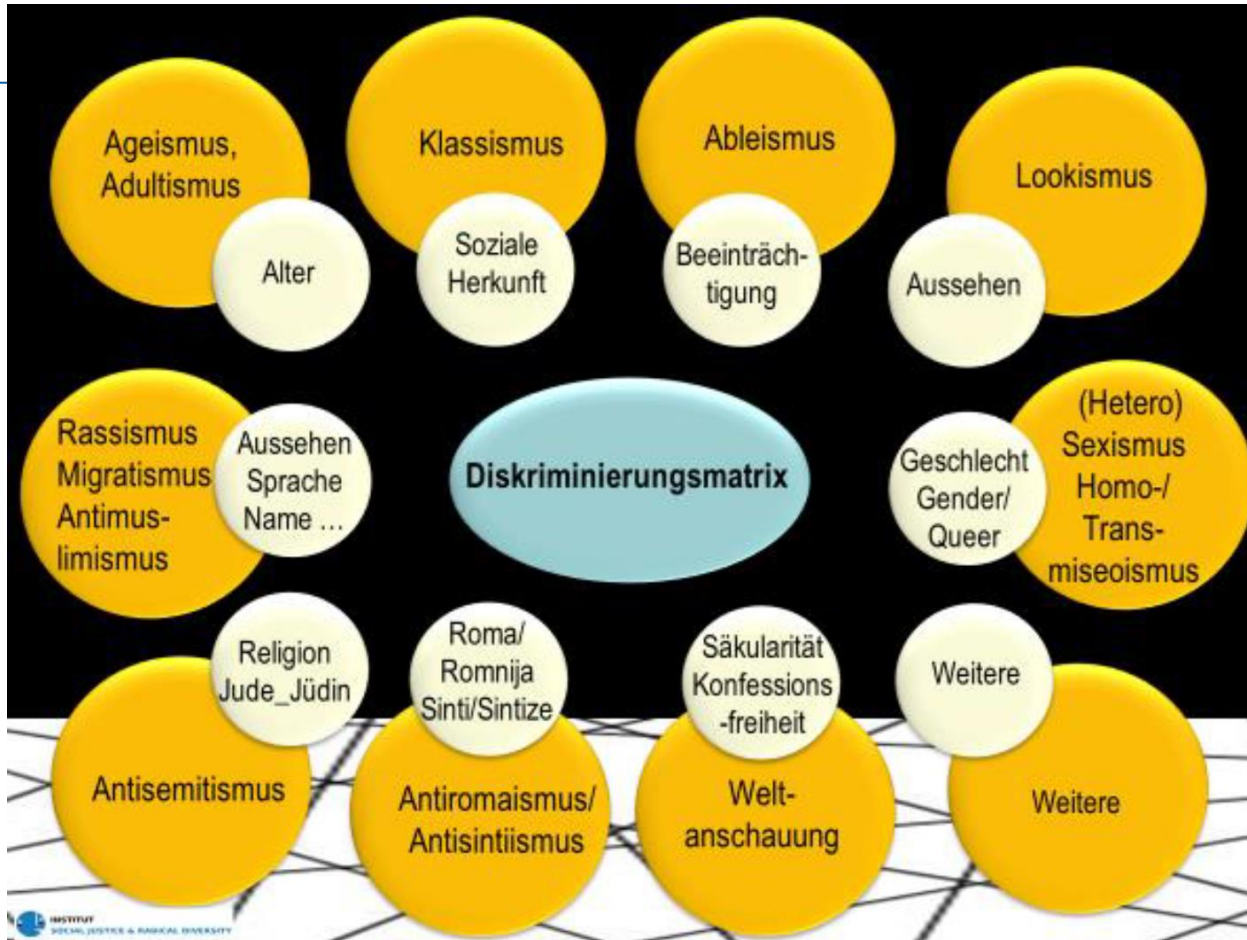 Ageismus,
Adultismus
Alter
Klassismus
Soziale
Herkunft
Ableismus
Beeinträch-
tigung
Lookismus
Aussehen
Rassismus
Migratismus
Antimus-
limismus
Aussehen
Sprache
Name ...
Diskriminierungsmatrix
Geschlecht
Gender/
Queer
(Hetero)
Sexismus
Homo-/
Trans-
miseoismus
Religion
Jude_Jüdin
Antisemitismus
Roma/
Romnija
Sinti/Sintize
Antiromaismus/
Antisintiismus
Säkularität
Konfessions
-freiheit
Welt-
anschauung
Weitere
Weitere
INSTITUT
SOCIAL JUSTICE & RADICAL DIVERSITY